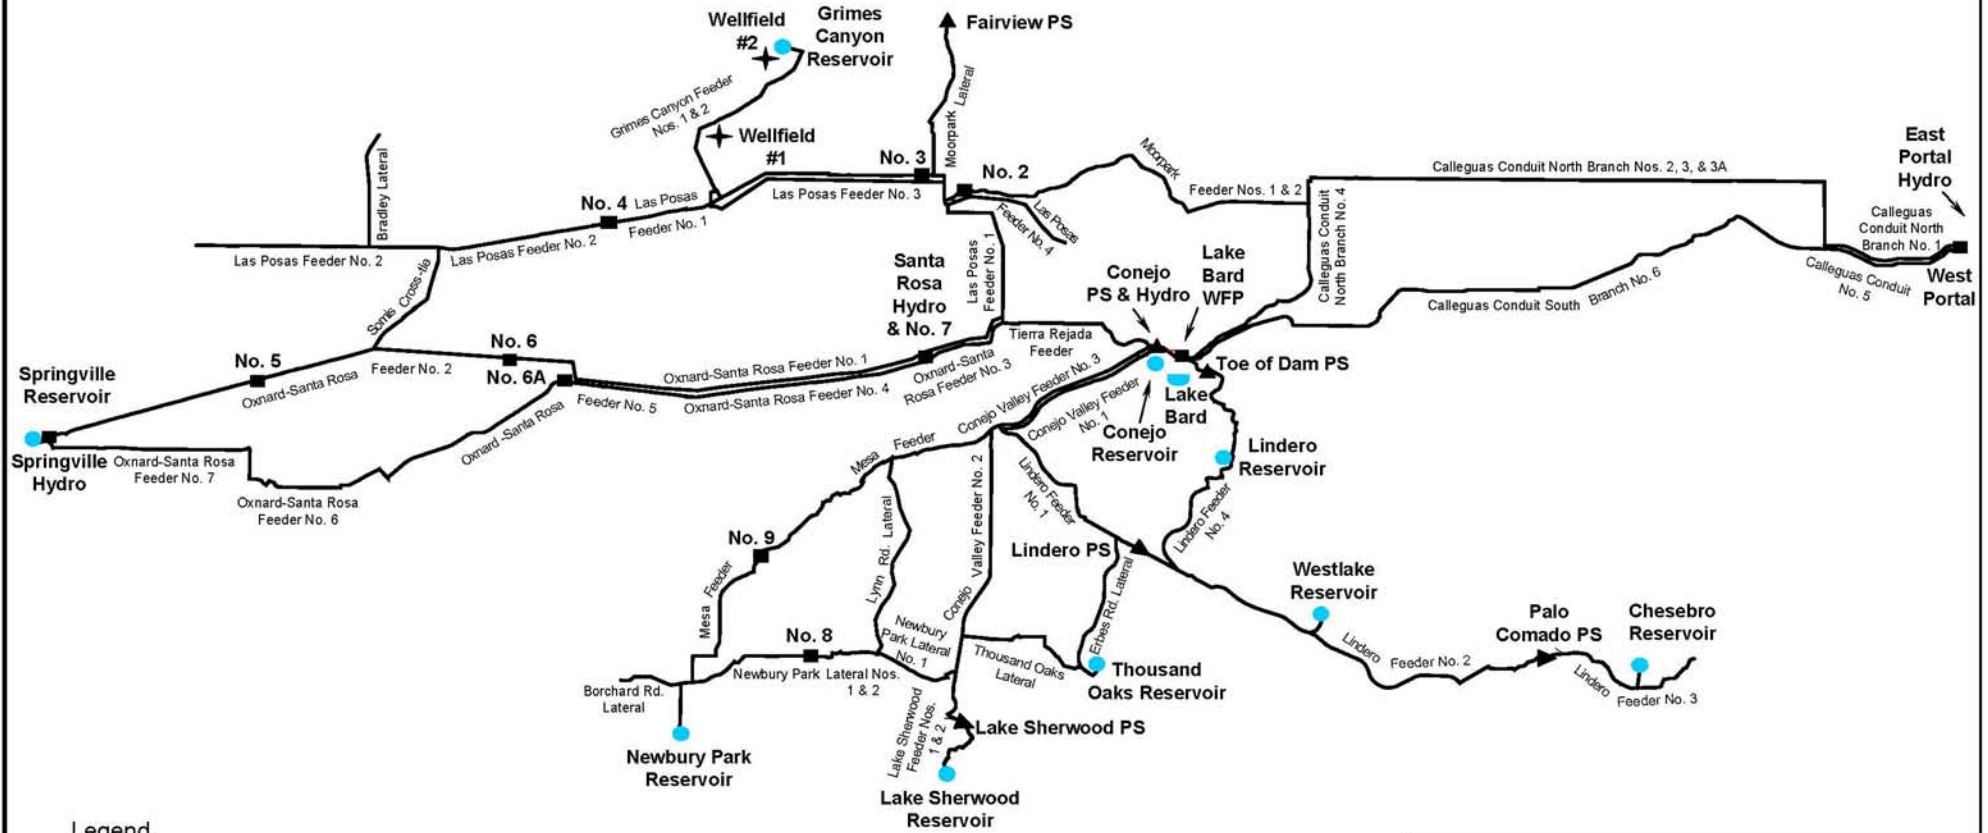 Wellfield
#2
Grimes
Canyon
Reservoir
Fairview PS
Grimes Canyon Feeder
Nos. 1 & 2
Moorpark Lateral
Wellfield
#1
No. 3
No. 2
Moorpark
Feeder Nos. 1 & 2
Calleguas Conduit North Branch Nos. 2, 3, & 3A
East
Portal
Hydro
Bradley Lateral
No. 4
Las Posas
Feeder No. 1
Las Posas Feeder No. 3
Las Posas
Feeder No. 4
Calleguas Conduit
North Branch No. 4
Calleguas
Conduit North
Branch No. 1
West
Portal
Las Posas Feeder No. 2
Las Posas Feeder No. 2
Somis Cross-tie
Santa
Rosa
Hydro
& No. 7
Las Posas
Feeder No. 1
Conejo
PS & Hydro
Lake
Bard
WFP
Calleguas Conduit South Branch No. 6
Calleguas Conduit
No. 5
Tierra Rejada
Feeder
No. 5
No. 6
No. 6A
Oxnard-Santa Rosa
Feeder No. 2
Oxnard-Santa Rosa Feeder No. 1
Oxnard-Santa Rosa Feeder No. 4
Oxnard-Santa
Rosa Feeder No. 3
Toe of Dam PS
Springville
Reservoir
Oxnard -Santa Rosa
Feeder No. 5
Conejo Valley Feeder No. 3
Conejo Valley Feeder
No. 1
Lake
Bard
Conejo
Reservoir
Springville
Hydro
Oxnard-Santa Rosa
Feeder No. 7
Oxnard-Santa Rosa
Feeder No. 6
Mesa Feeder
Lindero
Reservoir
Lindero Feeder
No. 1
Lindero Feeder
No. 4
Conejo Valley Feeder No. 2
Lynn Rd. Lateral
No. 9
Mesa Feeder
Lindero PS
Erbes Rd. Lateral
Westlake
Reservoir
Palo
Comado PS
Chesebro
Reservoir
No. 8
Newbury
Park Lateral
No. 1
Newbury Park Lateral Nos.
1 & 2
Thousand Oaks
Lateral
Thousand
Oaks Reservoir
Lindero Feeder No. 2
Lindero Feeder No. 3
Borchard Rd.
Lateral
Lake Sherwood
Feeder Nos.
1 & 2
Lake Sherwood PS
Newbury Park
Reservoir
Lake Sherwood
Reservoir
Legend